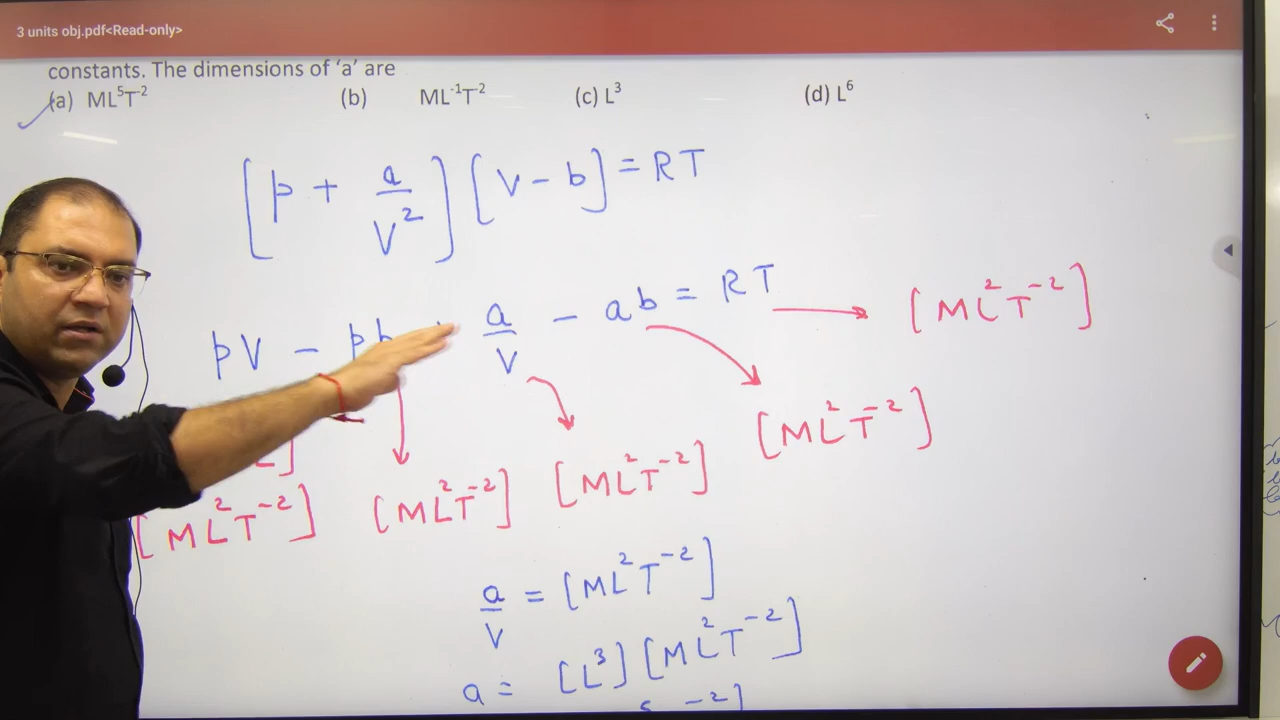 3 units obj.pdf<Read-only>
constants. The dimensions of ‘a’ are
(a) ML⁵T⁻² (b) ML⁻¹T⁻² (c) L³ (d) L⁶
[p + a/V²] [V - b] = RT
pV - pb a/V - ab = RT → [ML²T⁻²]
[ML²T⁻²]
[ML²T⁻²] [ML²T⁻²] [ML²T⁻²]
a/V = [ML²T⁻²]
a = [L³] [ML²T⁻²]